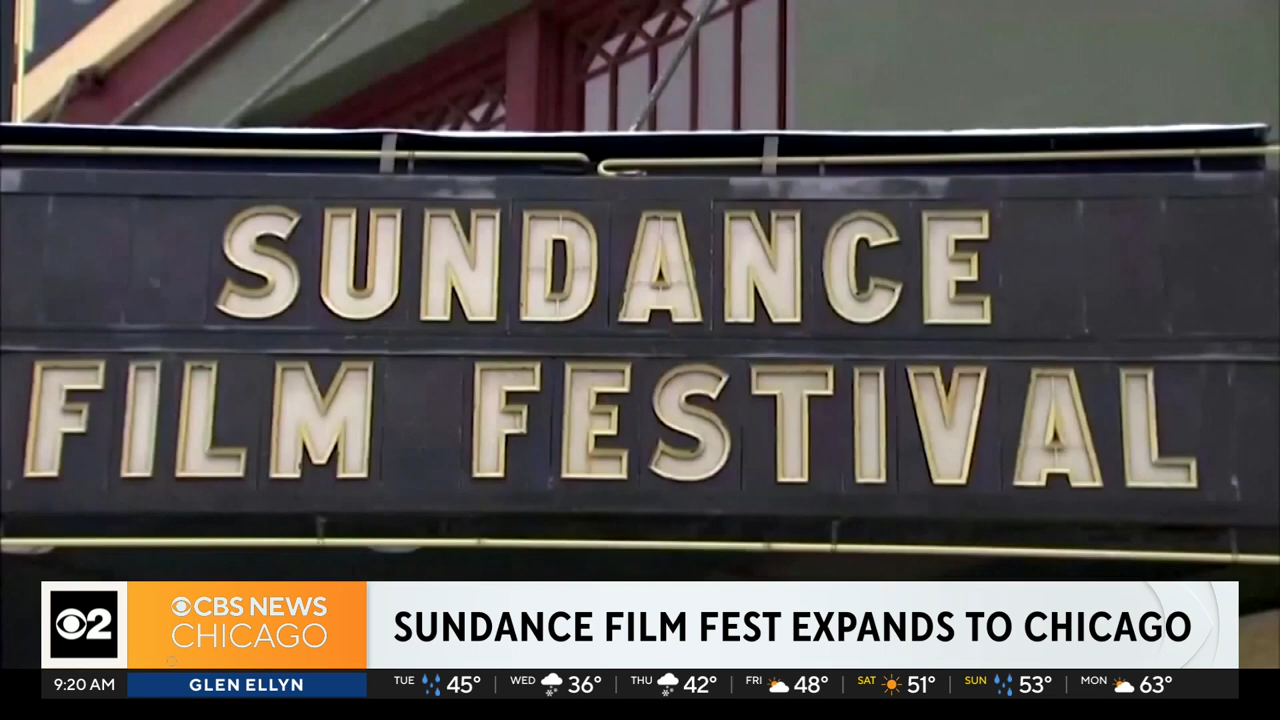 SUNDANCE
FILM FESTIVAL
2
CBS NEWS
CHICAGO
SUNDANCE FILM FEST EXPANDS TO CHICAGO
9:20 AM
GLEN ELLYN
TUE 45° | WED 36° | THU 42° | FRI 48° | SAT 51° | SUN 53° | MON 63°